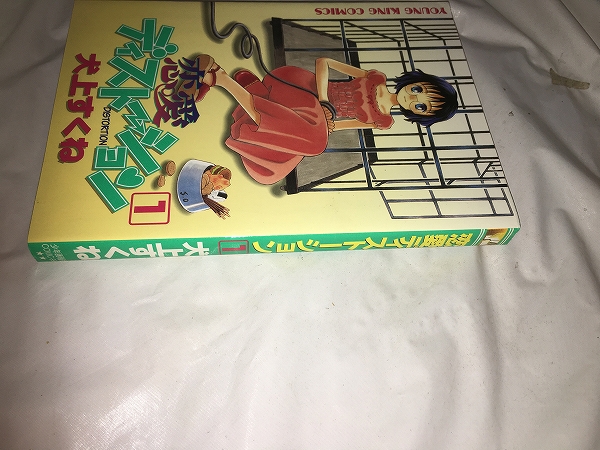 YOUNG KING COMICS
恋愛
ディストーション
DISTORTION
犬上すくね
1
SO
恋愛ディストーション 1 犬上すくね